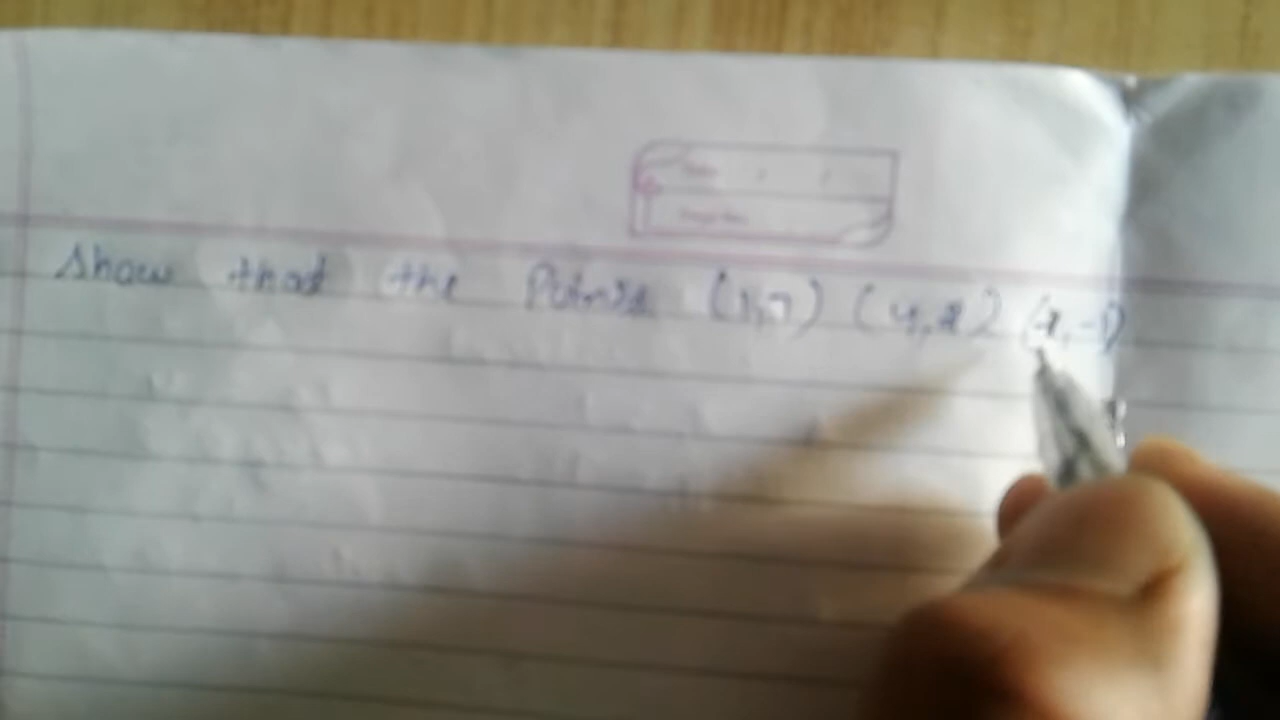 Show that the Points (1,7) (4,2) (-1,-1)